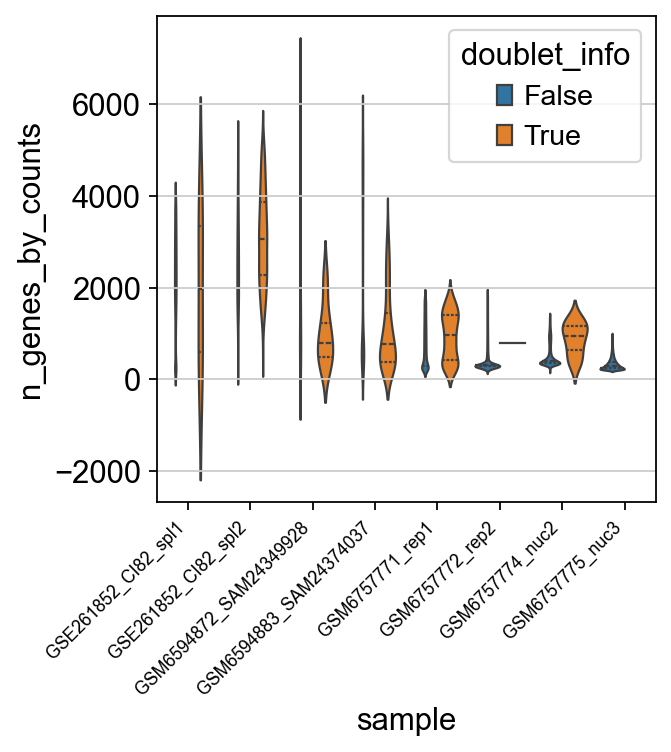 doublet_info
False
True
n_genes_by_counts
6000
4000
2000
0
−2000
GSE261852_CI82_spl1
GSE261852_CI82_spl2
GSM6594872_SAM24349928
GSM6594883_SAM24374037
GSM6757771_rep1
GSM6757772_rep2
GSM6757774_nuc2
GSM6757775_nuc3
sample